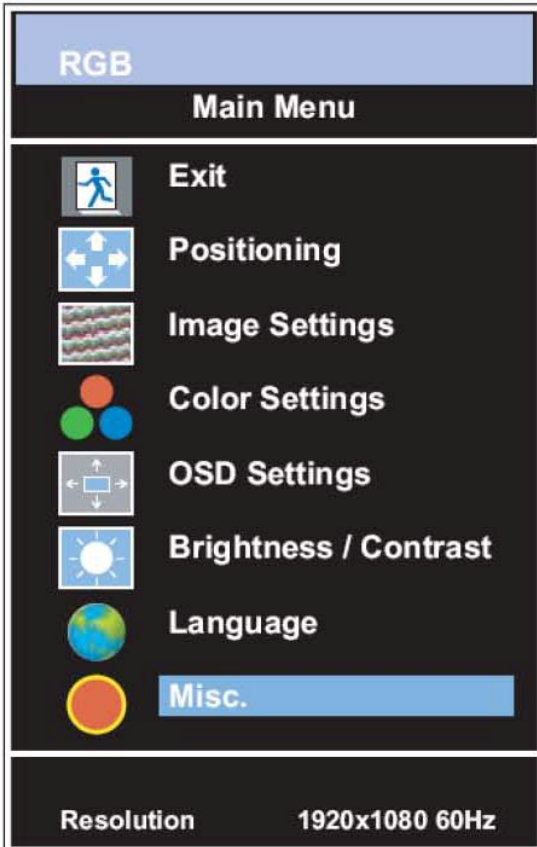 RGB
Main Menu
Exit
Positioning
Image Settings
Color Settings
OSD Settings
Brightness / Contrast
Language
Misc.
Resolution 1920x1080 60Hz